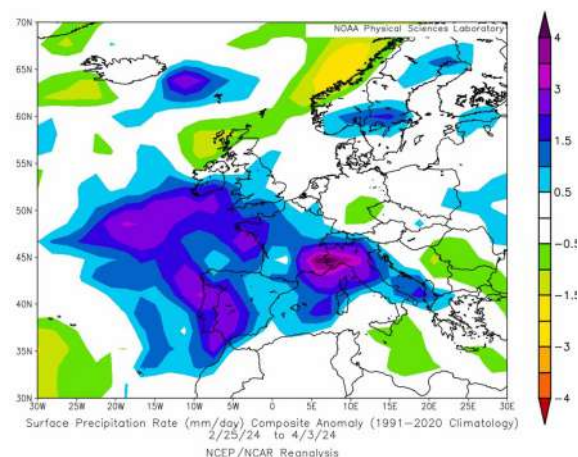 NOAA Physical Sciences Laboratory
70N
65N
60N
55N
50N
45N
40N
35N
30N
30W 25W 20W 15W 10W 5W 0 5E 10E 15E 20E 25E 30E
4
3
2
1
0.5
-0.5
-1
-2
-3
-4
Surface Precipitation Rate (mm/day) Composite Anomaly (1991-2020 Climatology)
2/25/24 to 4/3/24
NCEP/NCAR Reanalysis